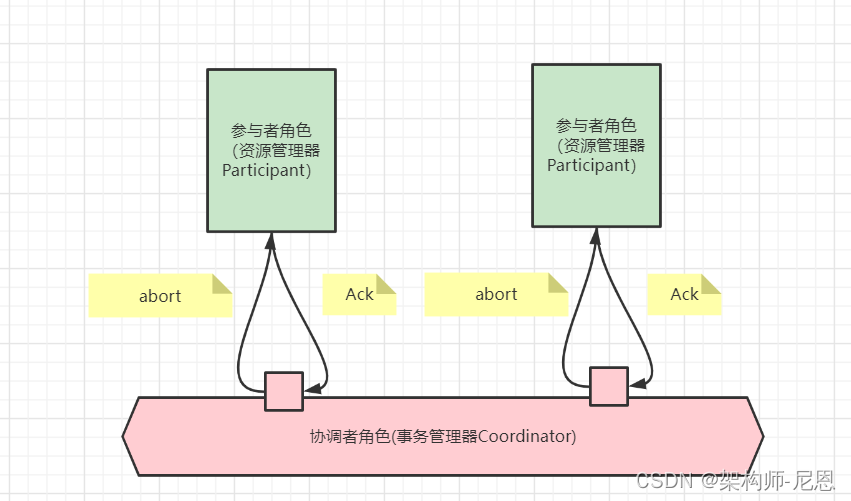 参与者角色
（资源管理器
Participant）
参与者角色
（资源管理器
Participant）
abort
Ack
abort
Ack
协调者角色(事务管理器Coordinator)
CSDN @架构师-尼恩